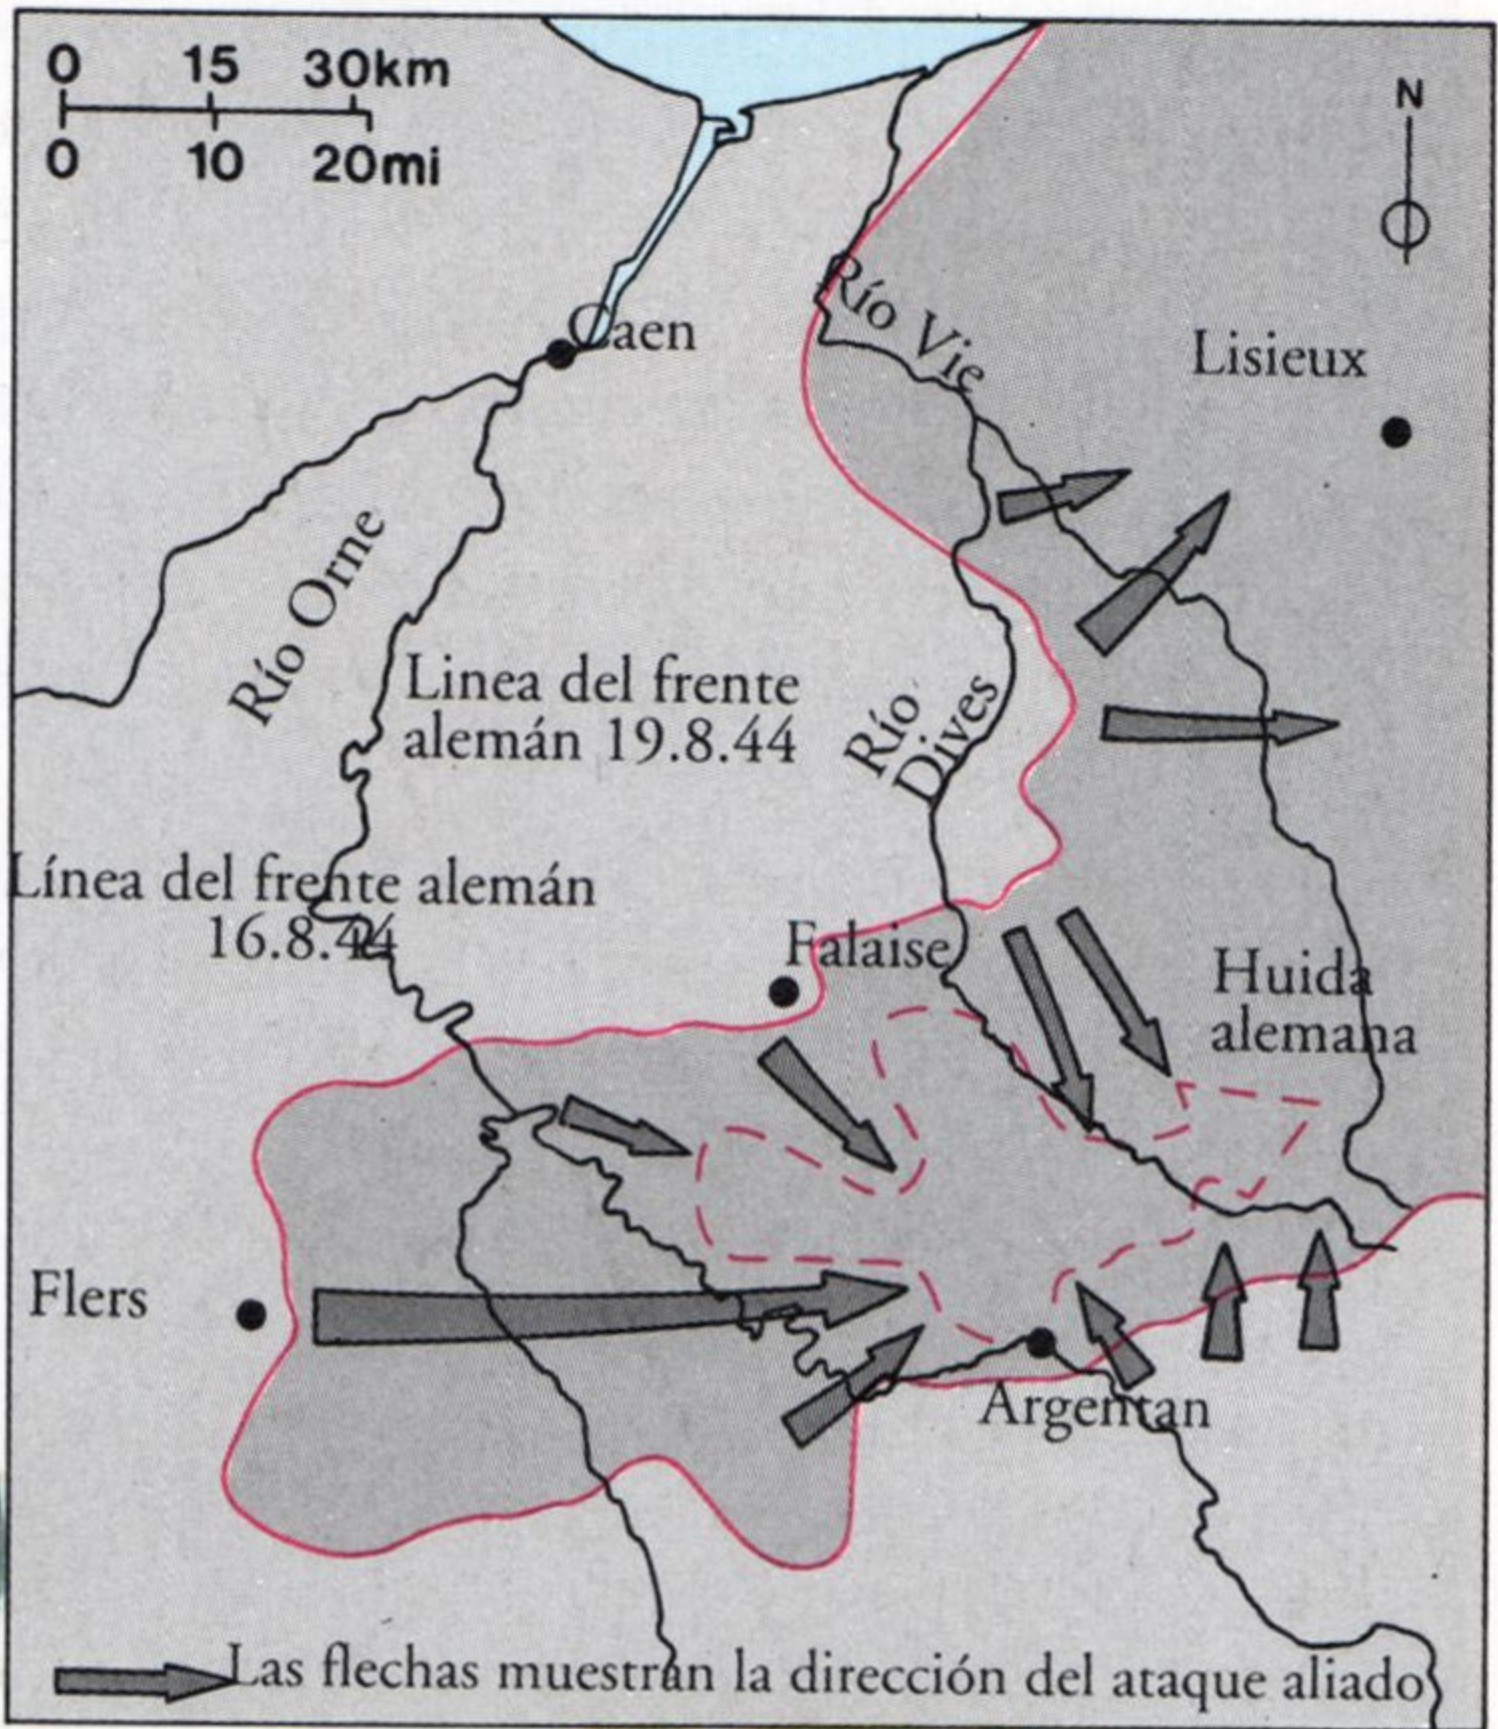 0 15 30km
0 10 20mi
N
Caen
Río Vie
Lisieux
Río Orne
Linea del frente
alemán 19.8.44
Río
Dives
Línea del frente alemán
16.8.44
Falaise
Huida
alemana
Flers
Argentan
Las flechas muestran la dirección del ataque aliado